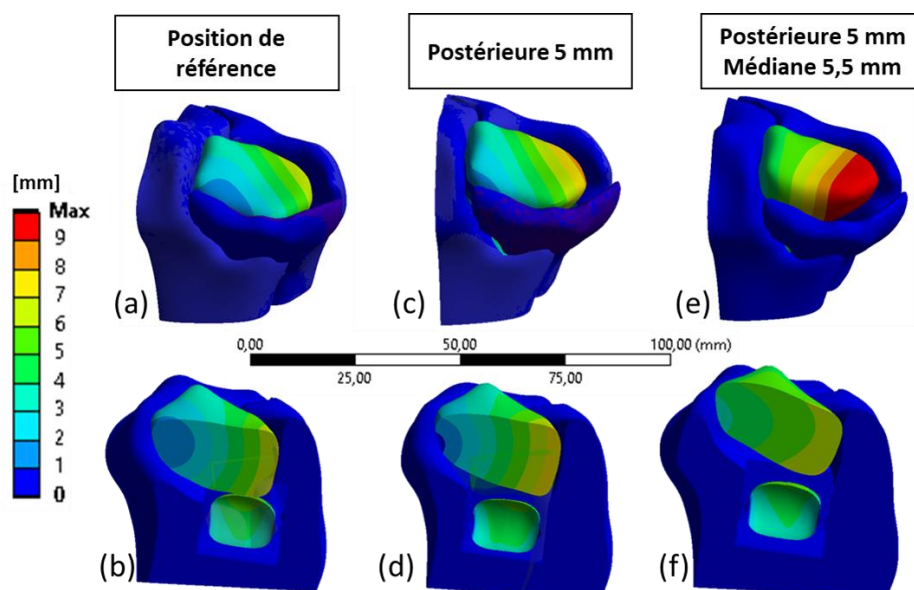 Position de
référence
Postérieure 5 mm
Postérieure 5 mm
Médiane 5,5 mm
[mm]
Max
9
8
7
6
5
4
3
2
1
0
(a)
(c)
(e)
0,00 50,00 100,00 (mm)
25,00 75,00
(b)
(d)
(f)